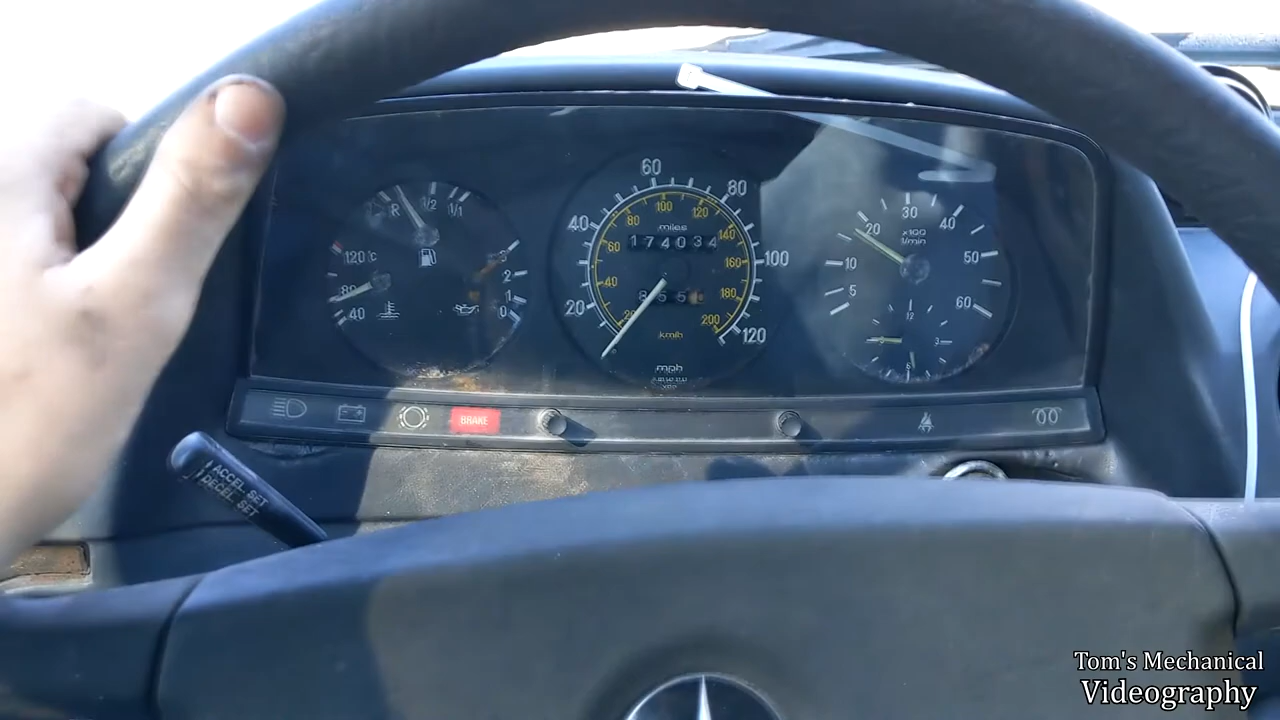 R 1/2 1/1
120°C
80
40
3
2
1
0
20 40 60 80 100 120
20 40 60 80 100 120 140 160 180 200
miles
174034
km/h
mph
VDO
5 10 20 30 40 50 60
x100
1/min
12
3
6
BRAKE
ACCEL SET
DECEL SET
Tom's Mechanical
Videography